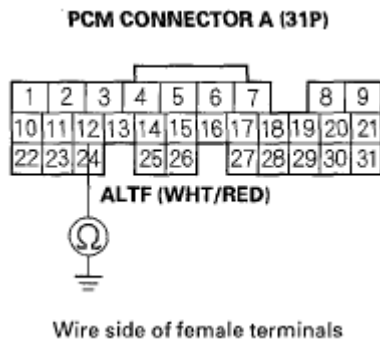 PCM CONNECTOR A (31P)
1 2 3 4 5 6 7 8 9
10 11 12 13 14 15 16 17 18 19 20 21
22 23 24 25 26 27 28 29 30 31
ALTF (WHT/RED)
Ω
Wire side of female terminals